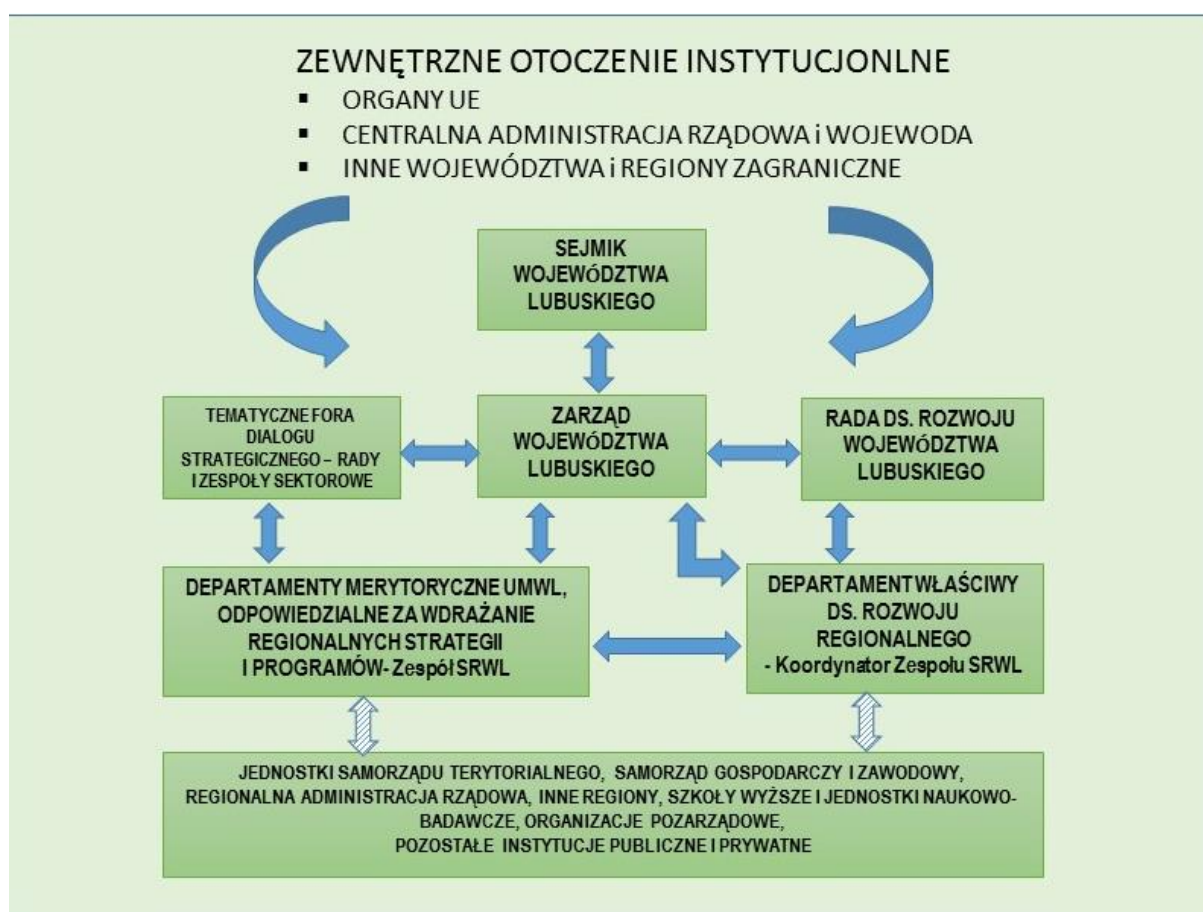 ZEWNĘTRZNE OTOCZENIE INSTYTUCJONLNE
▪ ORGANY UE
▪ CENTRALNA ADMINISTRACJA RZĄDOWA i WOJEWODA
▪ INNE WOJEWÓDZTWA i REGIONY ZAGRANICZNE
SEJMIK
WOJEWÓDZTWA
LUBUSKIEGO
TEMATYCZNE FORA
DIALOGU
STRATEGICZNEGO – RADY
I ZESPOŁY SEKTOROWE
ZARZĄD
WOJEWÓDZTWA
LUBUSKIEGO
RADA DS. ROZWOJU
WOJEWÓDZTWA
LUBUSKIEGO
DEPARTAMENTY MERYTORYCZNE UMWL,
ODPOWIEDZIALNE ZA WDRAŻANIE
REGIONALNYCH STRATEGII
I PROGRAMÓW- Zespół SRWL
DEPARTAMENT WŁAŚCIWY
DS. ROZWOJU
REGIONALNEGO
- Koordynator Zespołu SRWL
JEDNOSTKI SAMORZĄDU TERYTORIALNEGO, SAMORZĄD GOSPODARCZY I ZAWODOWY,
REGIONALNA ADMINISTRACJA RZĄDOWA, INNE REGIONY, SZKOŁY WYŻSZE I JEDNOSTKI NAUKOWO-
BADAWCZE, ORGANIZACJE POZARZĄDOWE,
POZOSTAŁE INSTYTUCJE PUBLICZNE I PRYWATNE